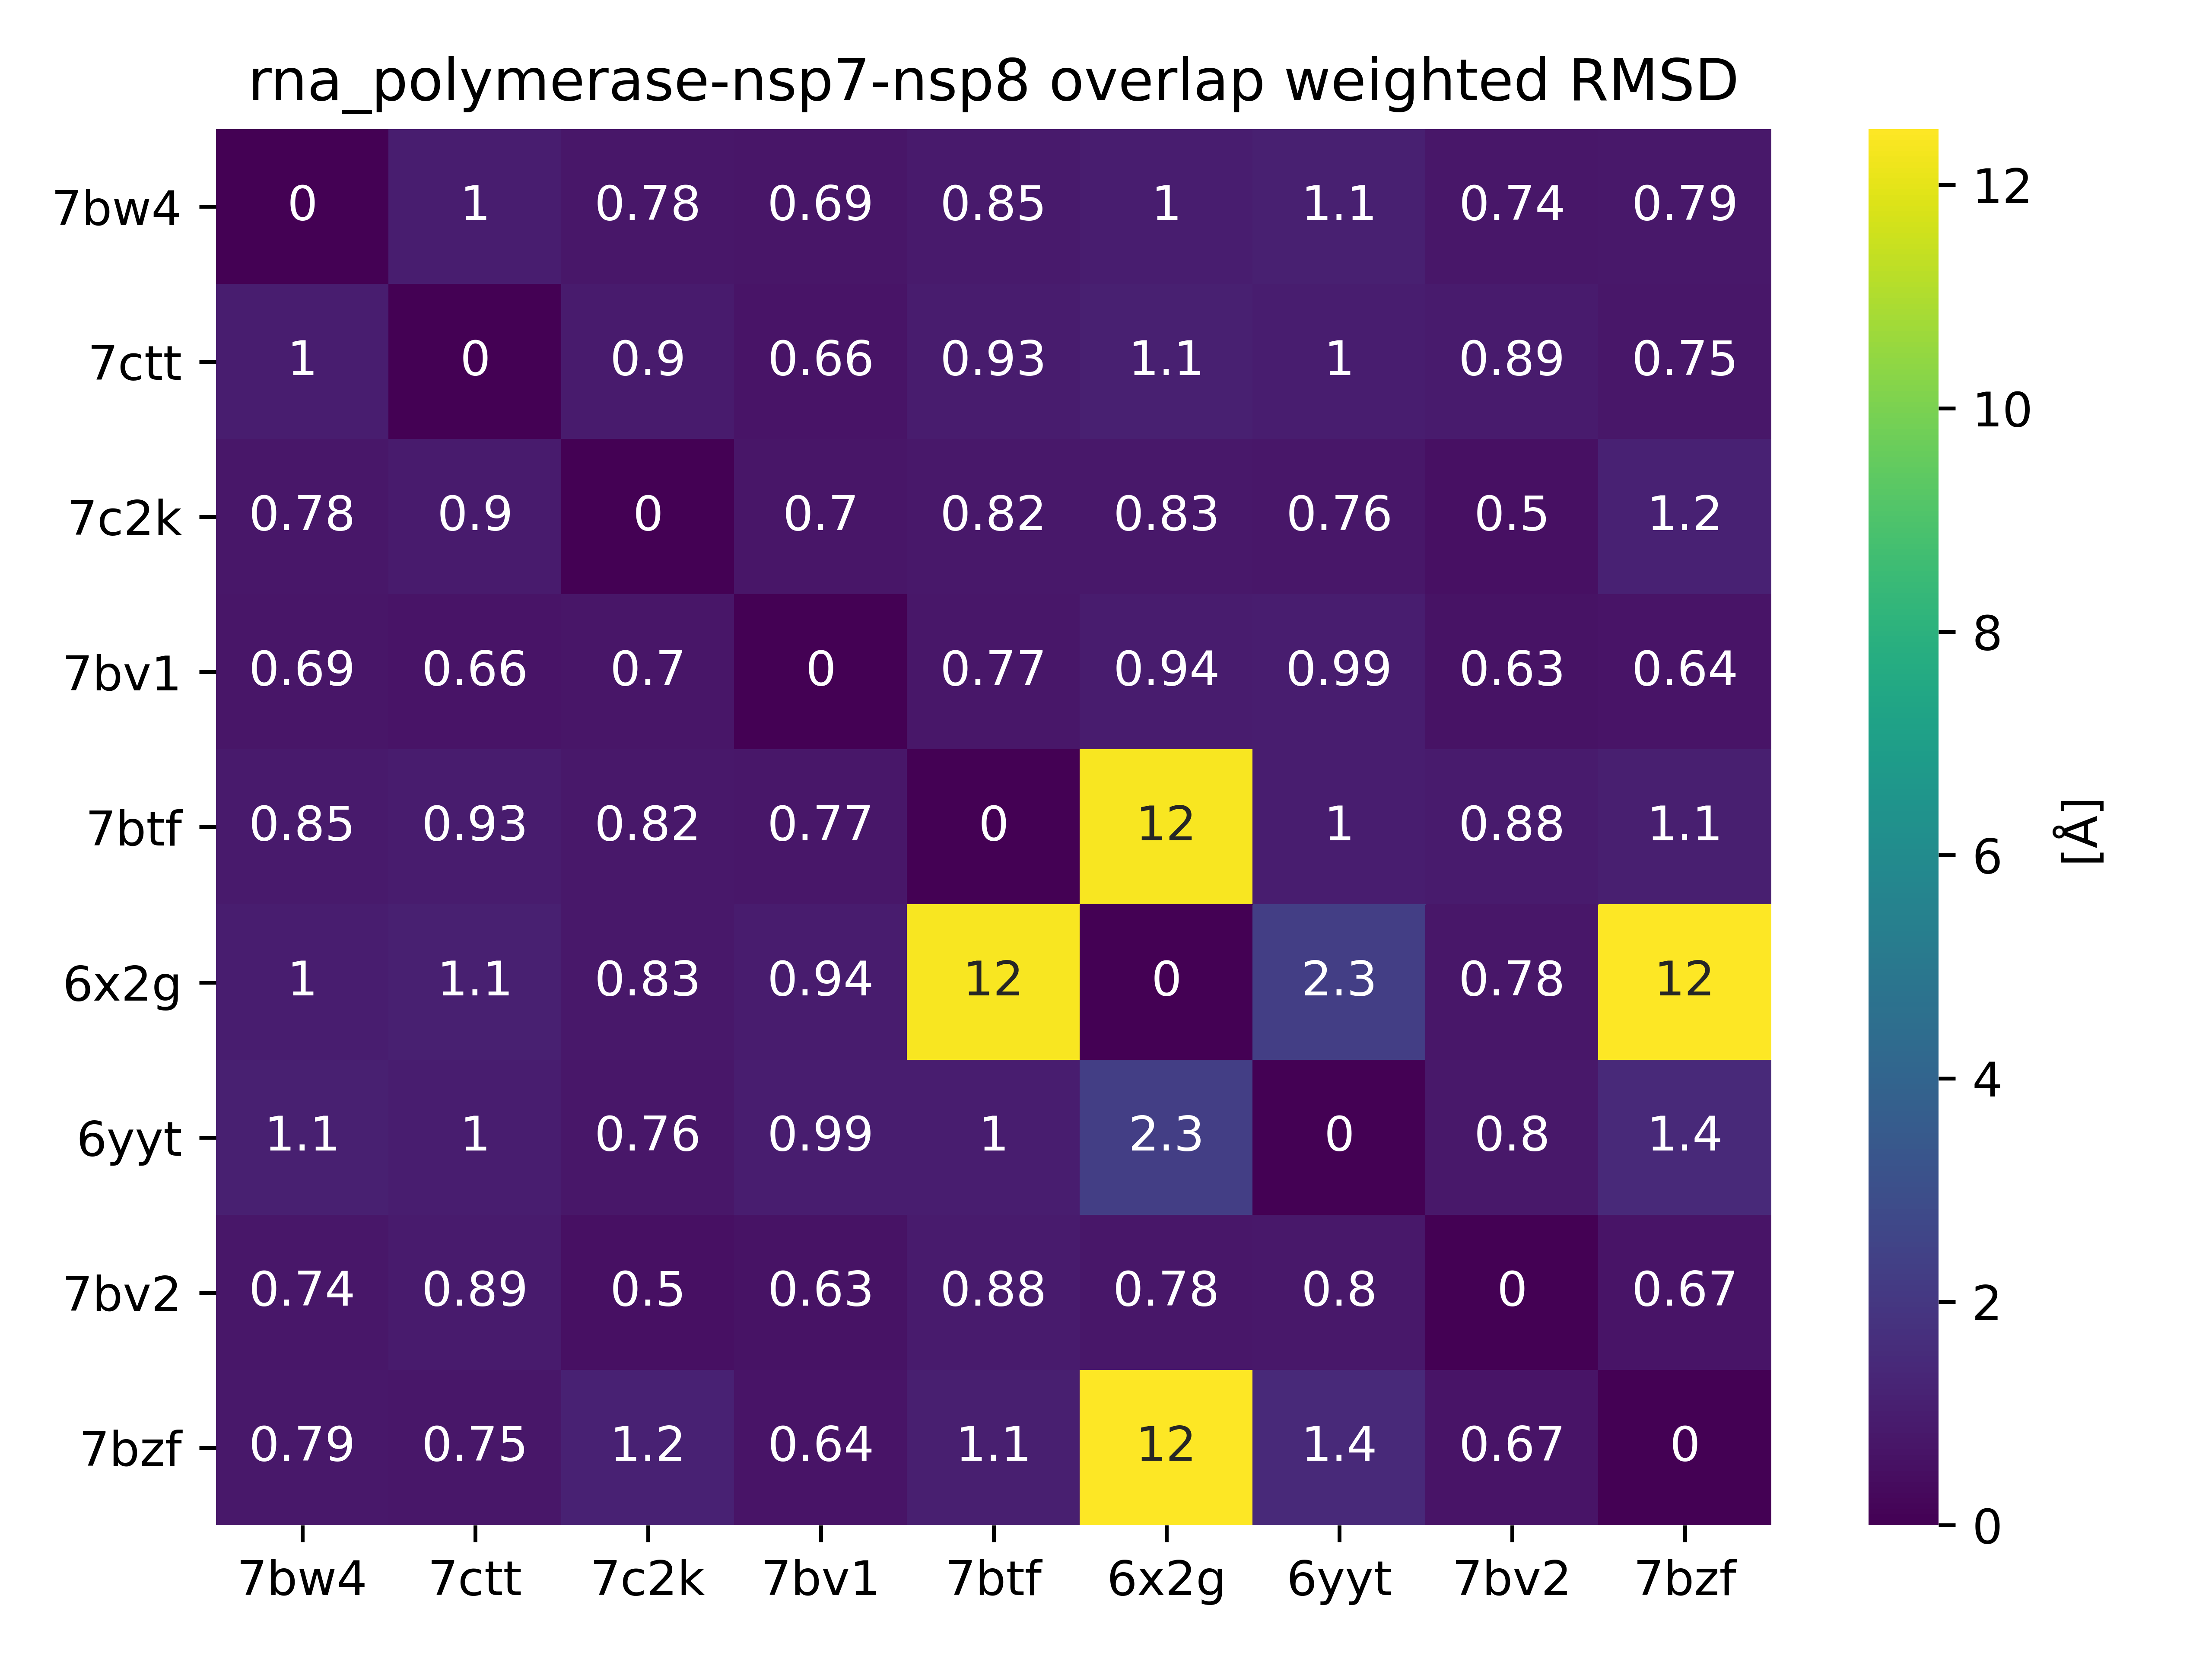 rna_polymerase-nsp7-nsp8 overlap weighted RMSD
7bw4 0 1 0.78 0.69 0.85 1 1.1 0.74 0.79
7ctt 1 0 0.9 0.66 0.93 1.1 1 0.89 0.75
7c2k 0.78 0.9 0 0.7 0.82 0.83 0.76 0.5 1.2
7bv1 0.69 0.66 0.7 0 0.77 0.94 0.99 0.63 0.64
7btf 0.85 0.93 0.82 0.77 0 12 1 0.88 1.1
6x2g 1 1.1 0.83 0.94 12 0 2.3 0.78 12
6yyt 1.1 1 0.76 0.99 1 2.3 0 0.8 1.4
7bv2 0.74 0.89 0.5 0.63 0.88 0.78 0.8 0 0.67
7bzf 0.79 0.75 1.2 0.64 1.1 12 1.4 0.67 0
7bw4 7ctt 7c2k 7bv1 7btf 6x2g 6yyt 7bv2 7bzf
12
10
8
6
4
2
0
[Å]